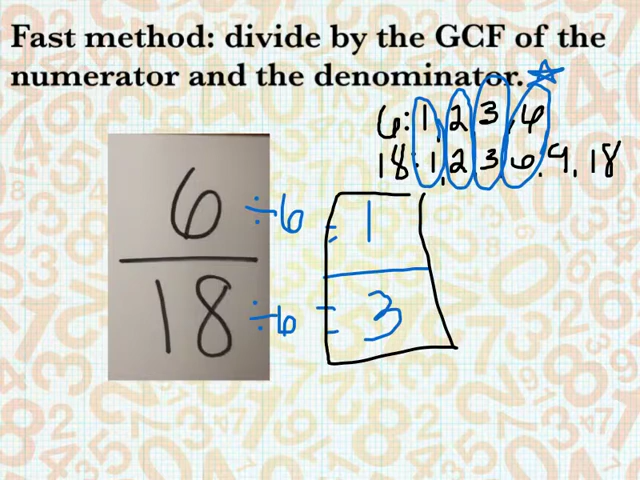 Fast method: divide by the GCF of the
numerator and the denominator.
6: 1, 2 3, 6
18: 1, 2 3, 6, 9, 18
6 ÷6 = 1
18 ÷6 = 3